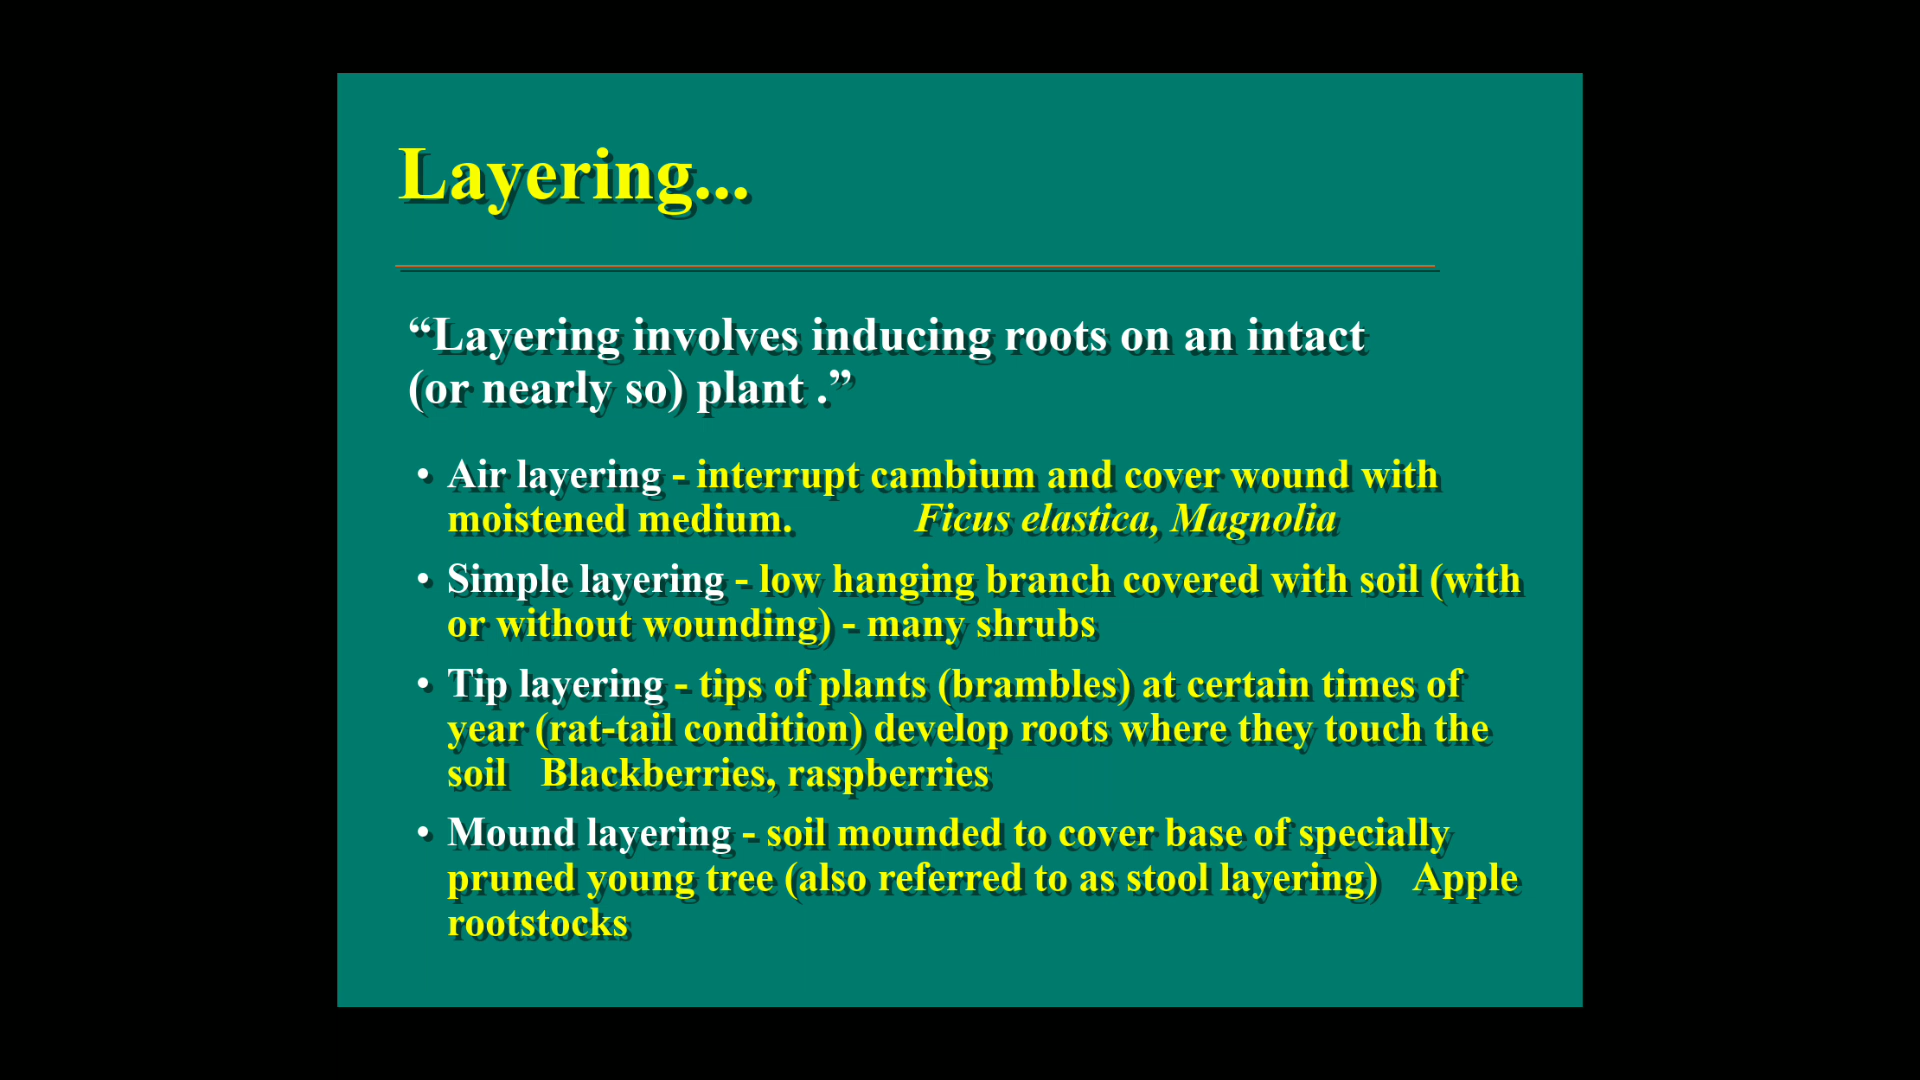 Layering...
“Layering involves inducing roots on an intact
(or nearly so) plant .”
• Air layering - interrupt cambium and cover wound with
moistened medium. Ficus elastica, Magnolia
• Simple layering - low hanging branch covered with soil (with
or without wounding) - many shrubs
• Tip layering - tips of plants (brambles) at certain times of
year (rat-tail condition) develop roots where they touch the
soil Blackberries, raspberries
• Mound layering - soil mounded to cover base of specially
pruned young tree (also referred to as stool layering) Apple
rootstocks